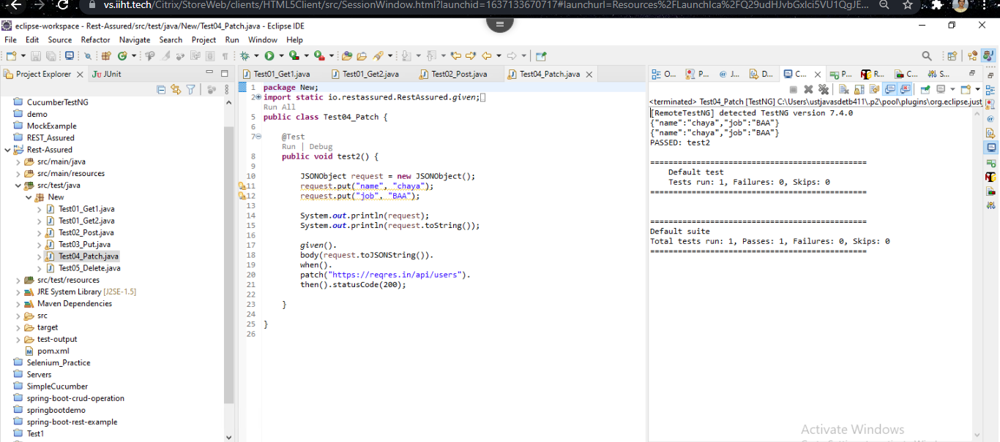 vs.iiht.tech/Citrix/StoreWeb/clients/HTML5Client/src/SessionWindow.html?launchid=1637133670717#launchurl=Resources%2FLaunchIca%2FQ29udHJvbGxlci5VU1QgJE...
eclipse-workspace - Rest-Assured/src/test/java/New/Test04_Patch.java - Eclipse IDE
File Edit Source Refactor Navigate Search Project Run Window Help
Project Explorer
JUnit
CucumberTestNG
demo
MockExample
REST_Assured
Rest-Assured
src/main/java
src/main/resources
src/test/java
New
Test01_Get1.java
Test01_Get2.java
Test02_Post.java
Test03_Put.java
Test04_Patch.java
Test05_Delete.java
src/test/resources
JRE System Library [J2SE-1.5]
Maven Dependencies
src
target
test-output
pom.xml
Selenium_Practice
Servers
SimpleCucumber
spring-boot-crud-operation
springbootdemo
spring-boot-rest-example
Test1
Test01_Get1.java Test01_Get2.java Test02_Post.java Test04_Patch.java
1 package New;
2 import static io.restassured.RestAssured.given;
Run All
5 public class Test04_Patch {
6
7 @Test
Run | Debug
8 public void test2() {
9
10 JSONObject request = new JSONObject();
11 request.put("name", "chaya");
12 request.put("job", "BAA");
13
14 System.out.println(request);
15 System.out.println(request.toString());
16
17 given().
18 body(request.toJSONString()).
19 when().
20 patch("https://reqres.in/api/users").
21 then().statusCode(200);
22
23 }
24
25 }
26
O... P... J... D... C... P... R... C... S...
<terminated> Test04_Patch [TestNG] C:\Users\ustjavasdetb411\.p2\pool\plugins\org.eclipse.just
[RemoteTestNG] detected TestNG version 7.4.0
{"name":"chaya","job":"BAA"}
{"name":"chaya","job":"BAA"}
PASSED: test2
===============================================
Default test
Tests run: 1, Failures: 0, Skips: 0
===============================================
===============================================
Default suite
Total tests run: 1, Passes: 1, Failures: 0, Skips: 0
===============================================
Activate Windows